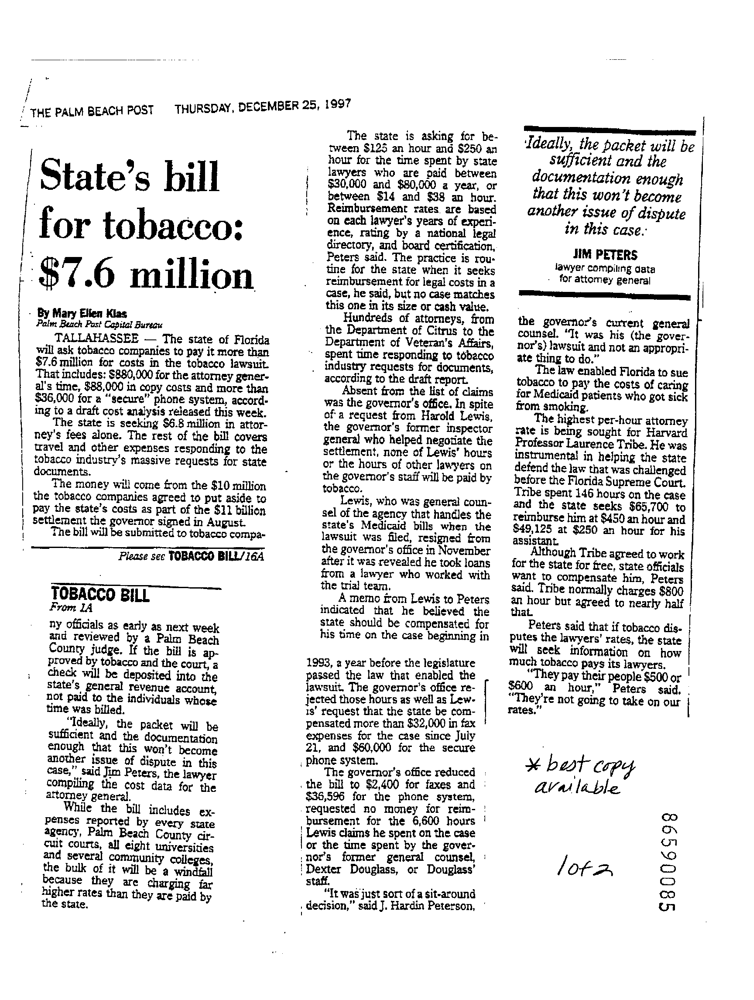 THE PALM BEACH POST THURSDAY, DECEMBER 25, 1997
State's bill
for tobacco:
$7.6 million
By Mary Ellen Klas
Palm Beach Post Capital Bureau
TALLAHASSEE — The state of Florida
will ask tobacco companies to pay it more than
$7.6 million for costs in the tobacco lawsuit.
That includes: $880,000 for the attorney gener-
al's time, $88,000 in copy costs and more than
$36,000 for a "secure" phone system, accord-
ing to a draft cost analysis released this week.
The state is seeking $6.8 million in attor-
ney's fees alone. The rest of the bill covers
travel and other expenses responding to the
tobacco industry's massive requests for state
documents.
The money will come from the $10 million
the tobacco companies agreed to put aside to
pay the state's costs as part of the $11 billion
settlement the governor signed in August.
The bill will be submitted to tobacco compa-
Please see TOBACCO BILL/16A
TOBACCO BILL
From 1A
ny officials as early as next week
and reviewed by a Palm Beach
County judge. If the bill is ap-
proved by tobacco and the court, a
check will be deposited into the
state's general revenue account,
not paid to the individuals whose
time was billed.
"Ideally, the packet will be
sufficient and the documentation
enough that this won't become
another issue of dispute in this
case," said Jim Peters, the lawyer
compiling the cost data for the
attorney general.
While the bill includes ex-
penses reported by every state
agency, Palm Beach County cir-
cuit courts, all eight universities
and several community colleges,
the bulk of it will be a windfall
because they are charging far
higher rates than they are paid by
the state.
The state is asking for be-
tween $125 an hour and $250 an
hour for the time spent by state
lawyers who are paid between
$30,000 and $80,000 a year, or
between $14 and $38 an hour.
Reimbursement rates are based
on each lawyer's years of experi-
ence, rating by a national legal
directory, and board certification,
Peters said. The practice is rou-
tine for the state when it seeks
reimbursement for legal costs in a
case, he said, but no case matches
this one in its size or cash value.
Hundreds of attorneys, from
the Department of Citrus to the
Department of Veteran's Affairs,
spent time responding to tobacco
industry requests for documents,
according to the draft report.
Absent from the list of claims
was the governor's office. In spite
of a request from Harold Lewis,
the governor's former inspector
general who helped negotiate the
settlement, none of Lewis' hours
or the hours of other lawyers on
the governor's staff will be paid by
tobacco.
Lewis, who was general coun-
sel of the agency that handles the
state's Medicaid bills when the
lawsuit was filed, resigned from
the governor's office in November
after it was revealed he took loans
from a lawyer who worked with
the trial team.
A memo from Lewis to Peters
indicated that he believed the
state should be compensated for
his time on the case beginning in
1993, a year before the legislature
passed the law that enabled the
lawsuit. The governor's office re-
jected those hours as well as Lew-
is' request that the state be com-
pensated more than $32,000 in fax
expenses for the case since July
21, and $60,000 for the secure
phone system.
The governor's office reduced
the bill to $2,400 for faxes and
$36,596 for the phone system,
requested no money for reim-
bursement for the 6,600 hours
Lewis claims he spent on the case
or the time spent by the gover-
nor's former general counsel,
Dexter Douglass, or Douglass'
staff.
"It was just sort of a sit-around
decision," said J. Hardin Peterson,
'Ideally, the packet will be
sufficient and the
documentation enough
that this won't become
another issue of dispute
in this case.'
JIM PETERS
lawyer compiling data
for attorney general
the governor's current general
counsel. "It was his (the gover-
nor's) lawsuit and not an appropri-
ate thing to do."
The law enabled Florida to sue
tobacco to pay the costs of caring
for Medicaid patients who got sick
from smoking.
The highest per-hour attorney
rate is being sought for Harvard
Professor Laurence Tribe. He was
instrumental in helping the state
defend the law that was challenged
before the Florida Supreme Court.
Tribe spent 146 hours on the case
and the state seeks $65,700 to
reimburse him at $450 an hour and
$49,125 at $250 an hour for his
assistant.
Although Tribe agreed to work
for the state for free, state officials
want to compensate him, Peters
said. Tribe normally charges $800
an hour but agreed to nearly half
that.
Peters said that if tobacco dis-
putes the lawyers' rates, the state
will seek information on how
much tobacco pays its lawyers.
"They pay their people $500 or
$600 an hour," Peters said.
"They're not going to take on our
rates."
* best copy
available
1 of 2
86590085